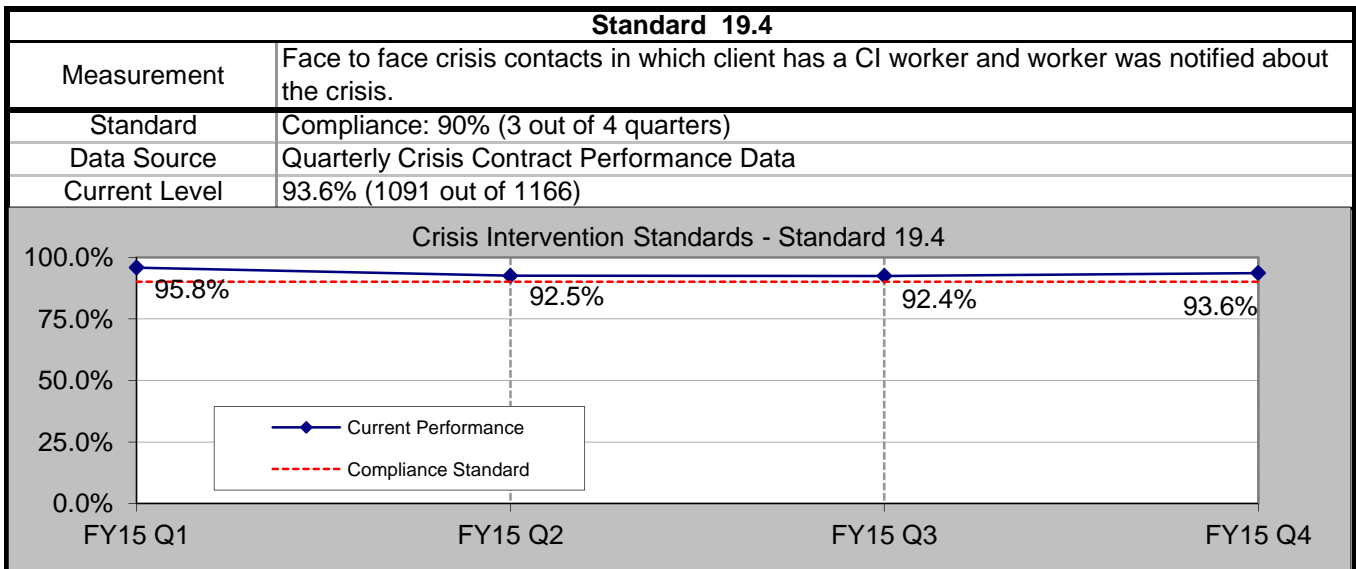 Standard 19.4
Measurement
Face to face crisis contacts in which client has a CI worker and worker was notified about
the crisis.
Standard
Compliance: 90% (3 out of 4 quarters)
Data Source
Quarterly Crisis Contract Performance Data
Current Level
93.6% (1091 out of 1166)
Crisis Intervention Standards - Standard 19.4
100.0%
95.8%
92.5%
92.4%
93.6%
75.0%
50.0%
25.0%
0.0%
Current Performance
Compliance Standard
FY15 Q1
FY15 Q2
FY15 Q3
FY15 Q4